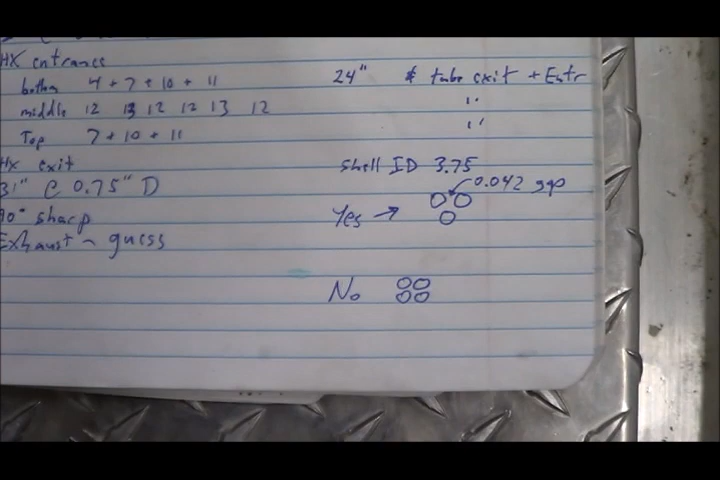 HX entrance
bottom 4 + 7 + 10 + 11 24" & tube exit + Entr
middle 12 13 12 12 13 12 "
Top 7 + 10 + 11 "
HX exit shell ID 3.75
31" @ 0.75" D 0.042 gap
90° sharp Yes →
Exhaust ~ guess
No